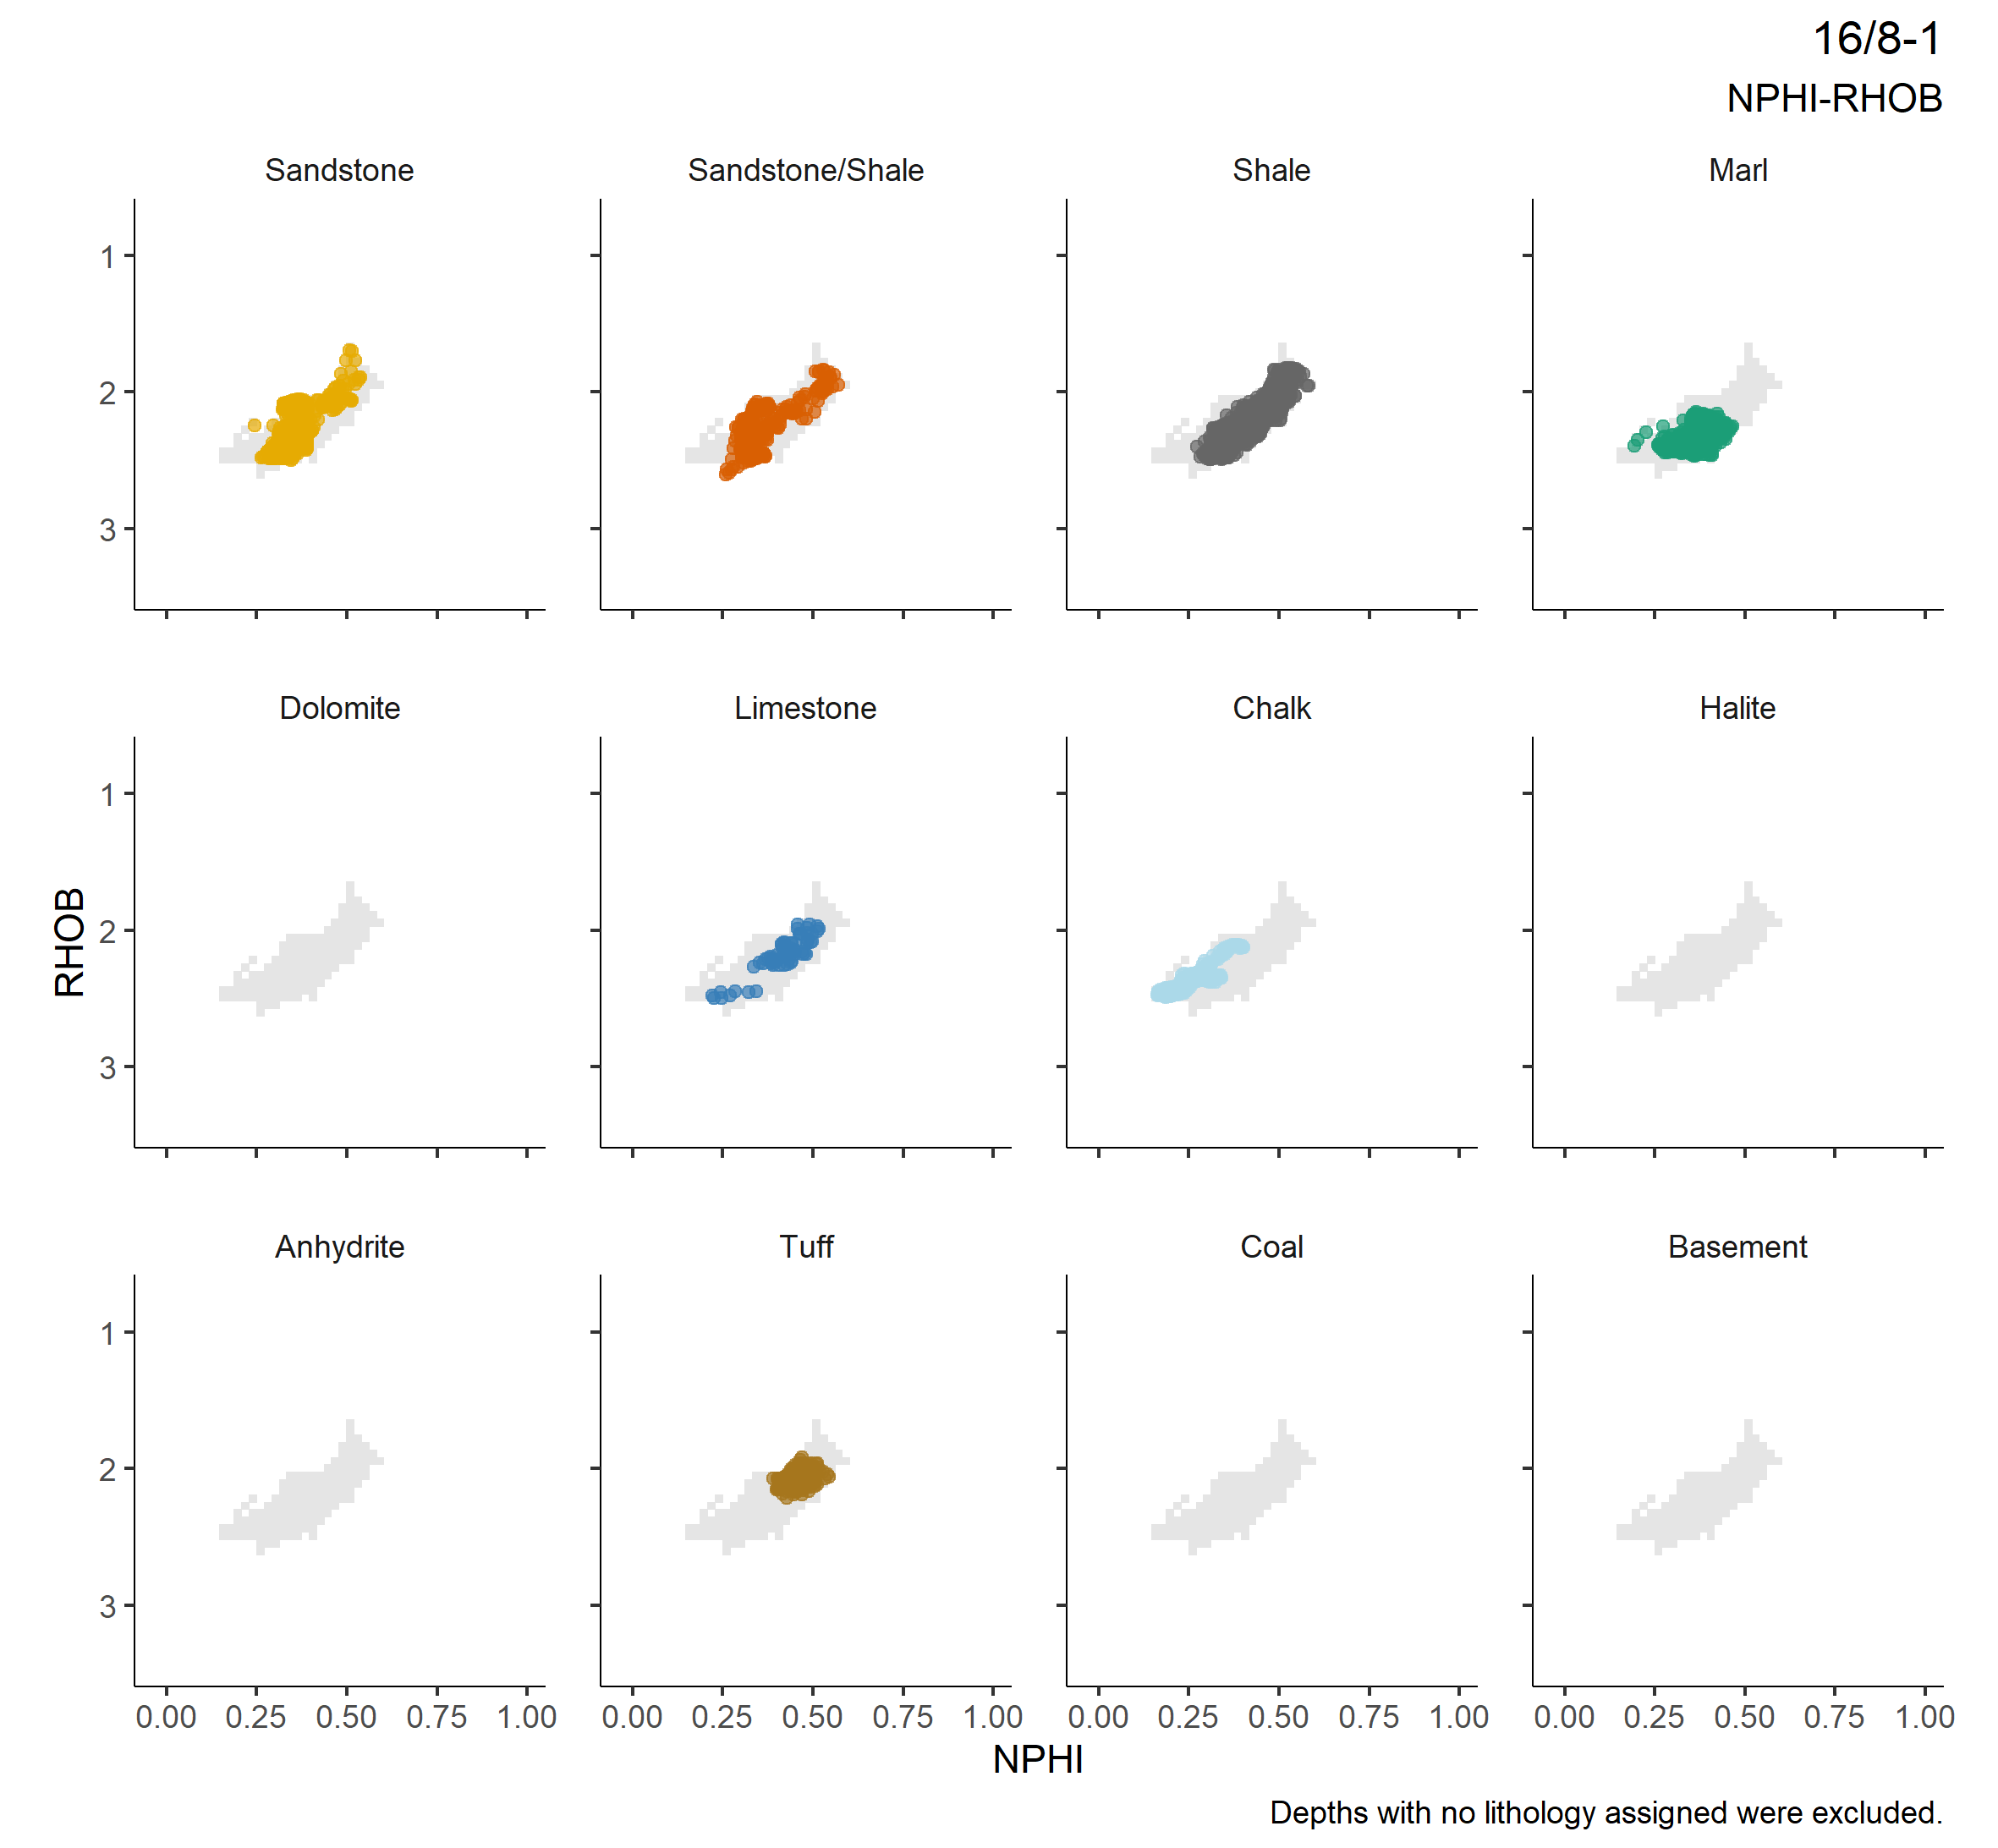 16/8-1
NPHI-RHOB
Sandstone Sandstone/Shale Shale Marl
1
2
3
Dolomite Limestone Chalk Halite
1
2
3
RHOB
Anhydrite Tuff Coal Basement
1
2
3
0.00 0.25 0.50 0.75 1.00 0.00 0.25 0.50 0.75 1.00 0.00 0.25 0.50 0.75 1.00 0.00 0.25 0.50 0.75 1.00
NPHI
Depths with no lithology assigned were excluded.